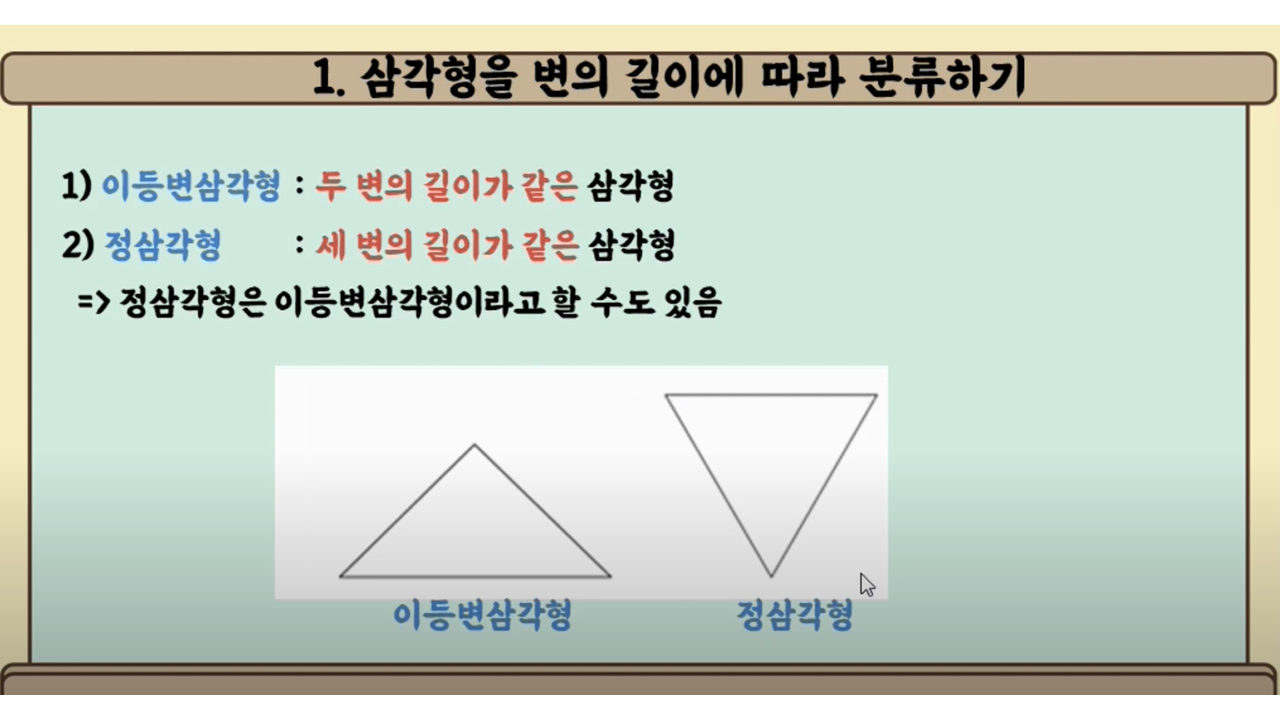 1. 삼각형을 변의 길이에 따라 분류하기
1) 이등변삼각형 : 두 변의 길이가 같은 삼각형
2) 정삼각형 : 세 변의 길이가 같은 삼각형
=> 정삼각형은 이등변삼각형이라고 할 수도 있음
이등변삼각형 정삼각형